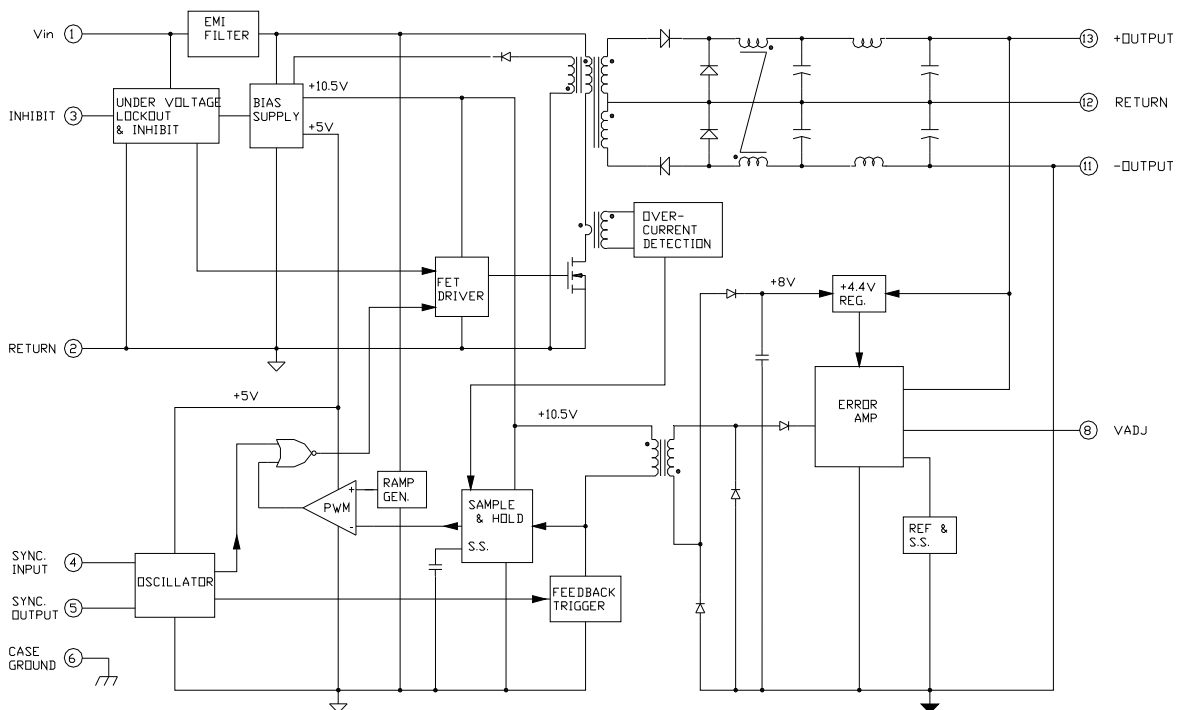 EMI
FILTER
Vin 1
13 +OUTPUT
+10.5V
UNDER VOLTAGE
LOCKOUT
& INHIBIT
BIAS
SUPPLY
12 RETURN
INHIBIT 3
+5V
11 -OUTPUT
OVER-
CURRENT
DETECTION
FET
DRIVER
+8V
+4.4V
REG.
RETURN 2
+5V
ERROR
AMP
+10.5V
8 VADJ
RAMP
GEN.
+
PWM
-
SAMPLE
& HOLD
S.S.
REF &
S.S.
SYNC.
INPUT 4
OSCILLATOR
FEEDBACK
TRIGGER
SYNC.
OUTPUT 5
CASE
GROUND 6